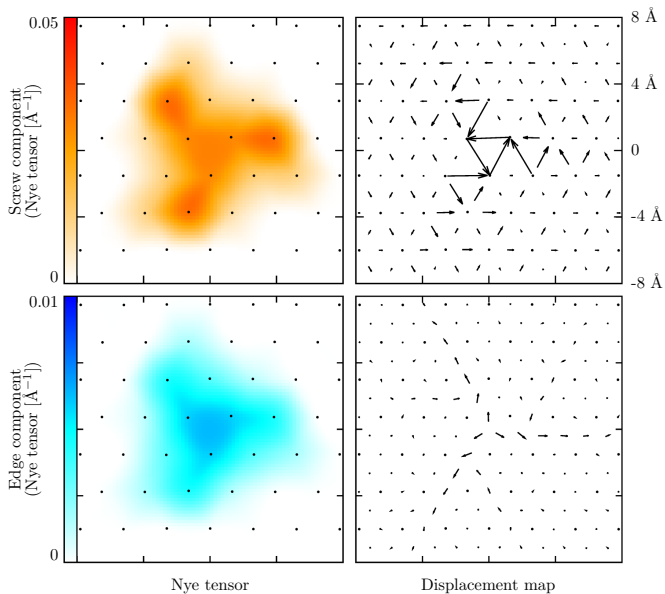 0.05
8 Å
4 Å
Screw component
(Nye tensor [Å⁻¹])
0
-4 Å
0
-8 Å
0.01
Edge component
(Nye tensor [Å⁻¹])
0
Nye tensor
Displacement map